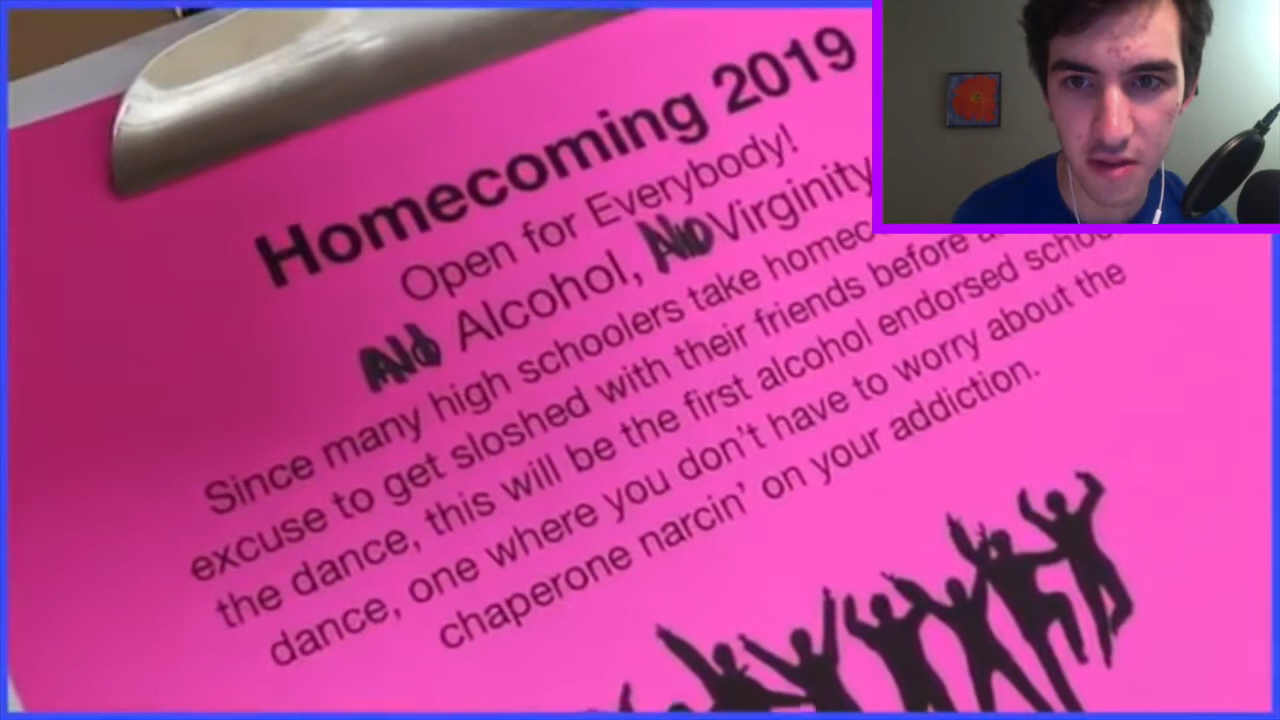 Homecoming 2019
Open for Everybody!
No Alcohol, No Virginity
Since many high schoolers take
excuse to get sloshed with their friends before
the dance, this will be the first alcohol endorsed school
dance, one where you don't have to worry about the
chaperone narcin' on your addiction.